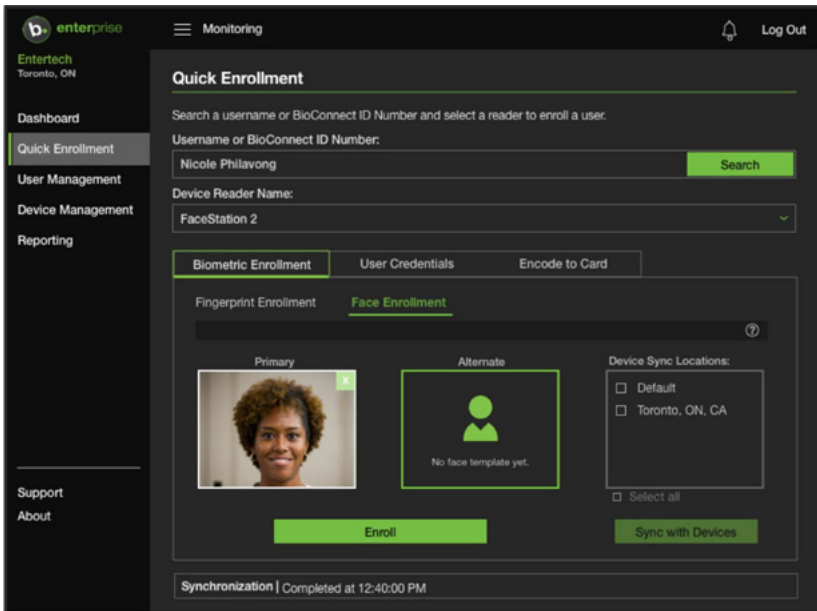 b. enterprise
Monitoring
Log Out
Entertech
Toronto, ON
Dashboard
Quick Enrollment
User Management
Device Management
Reporting
Support
About
Quick Enrollment
Search a username or BioConnect ID Number and select a reader to enroll a user.
Username or BioConnect ID Number:
Nicole Philavong
Search
Device Reader Name:
FaceStation 2
Biometric Enrollment
User Credentials
Encode to Card
Fingerprint Enrollment
Face Enrollment
?
Primary
Alternate
Device Sync Locations:
X
Default
Toronto, ON, CA
No face template yet.
Select all
Enroll
Sync with Devices
Synchronization | Completed at 12:40:00 PM